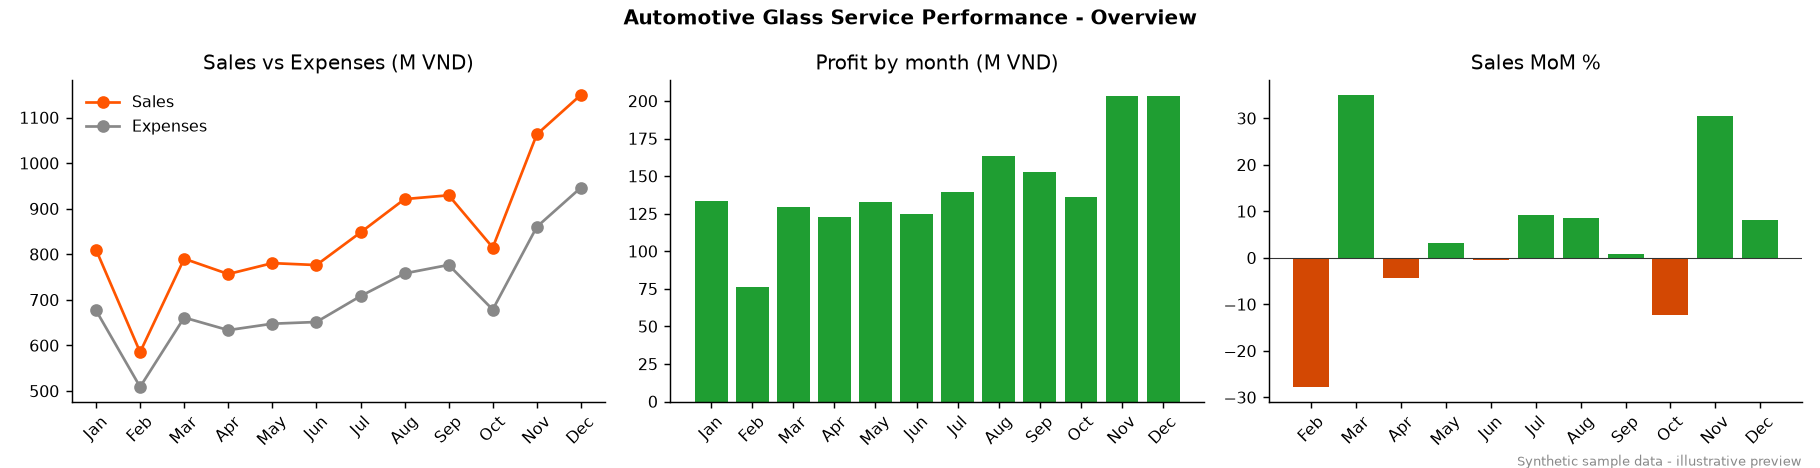 Automotive Glass Service Performance - Overview
Sales vs Expenses (M VND)
Sales
Expenses
1100
1000
900
800
700
600
500
Jan Feb Mar Apr May Jun Jul Aug Sep Oct Nov Dec
Profit by month (M VND)
200
175
150
125
100
75
50
25
0
Jan Feb Mar Apr May Jun Jul Aug Sep Oct Nov Dec
Sales MoM %
30
20
10
0
−10
−20
−30
Feb Mar Apr May Jun Jul Aug Sep Oct Nov Dec
Synthetic sample data - illustrative preview